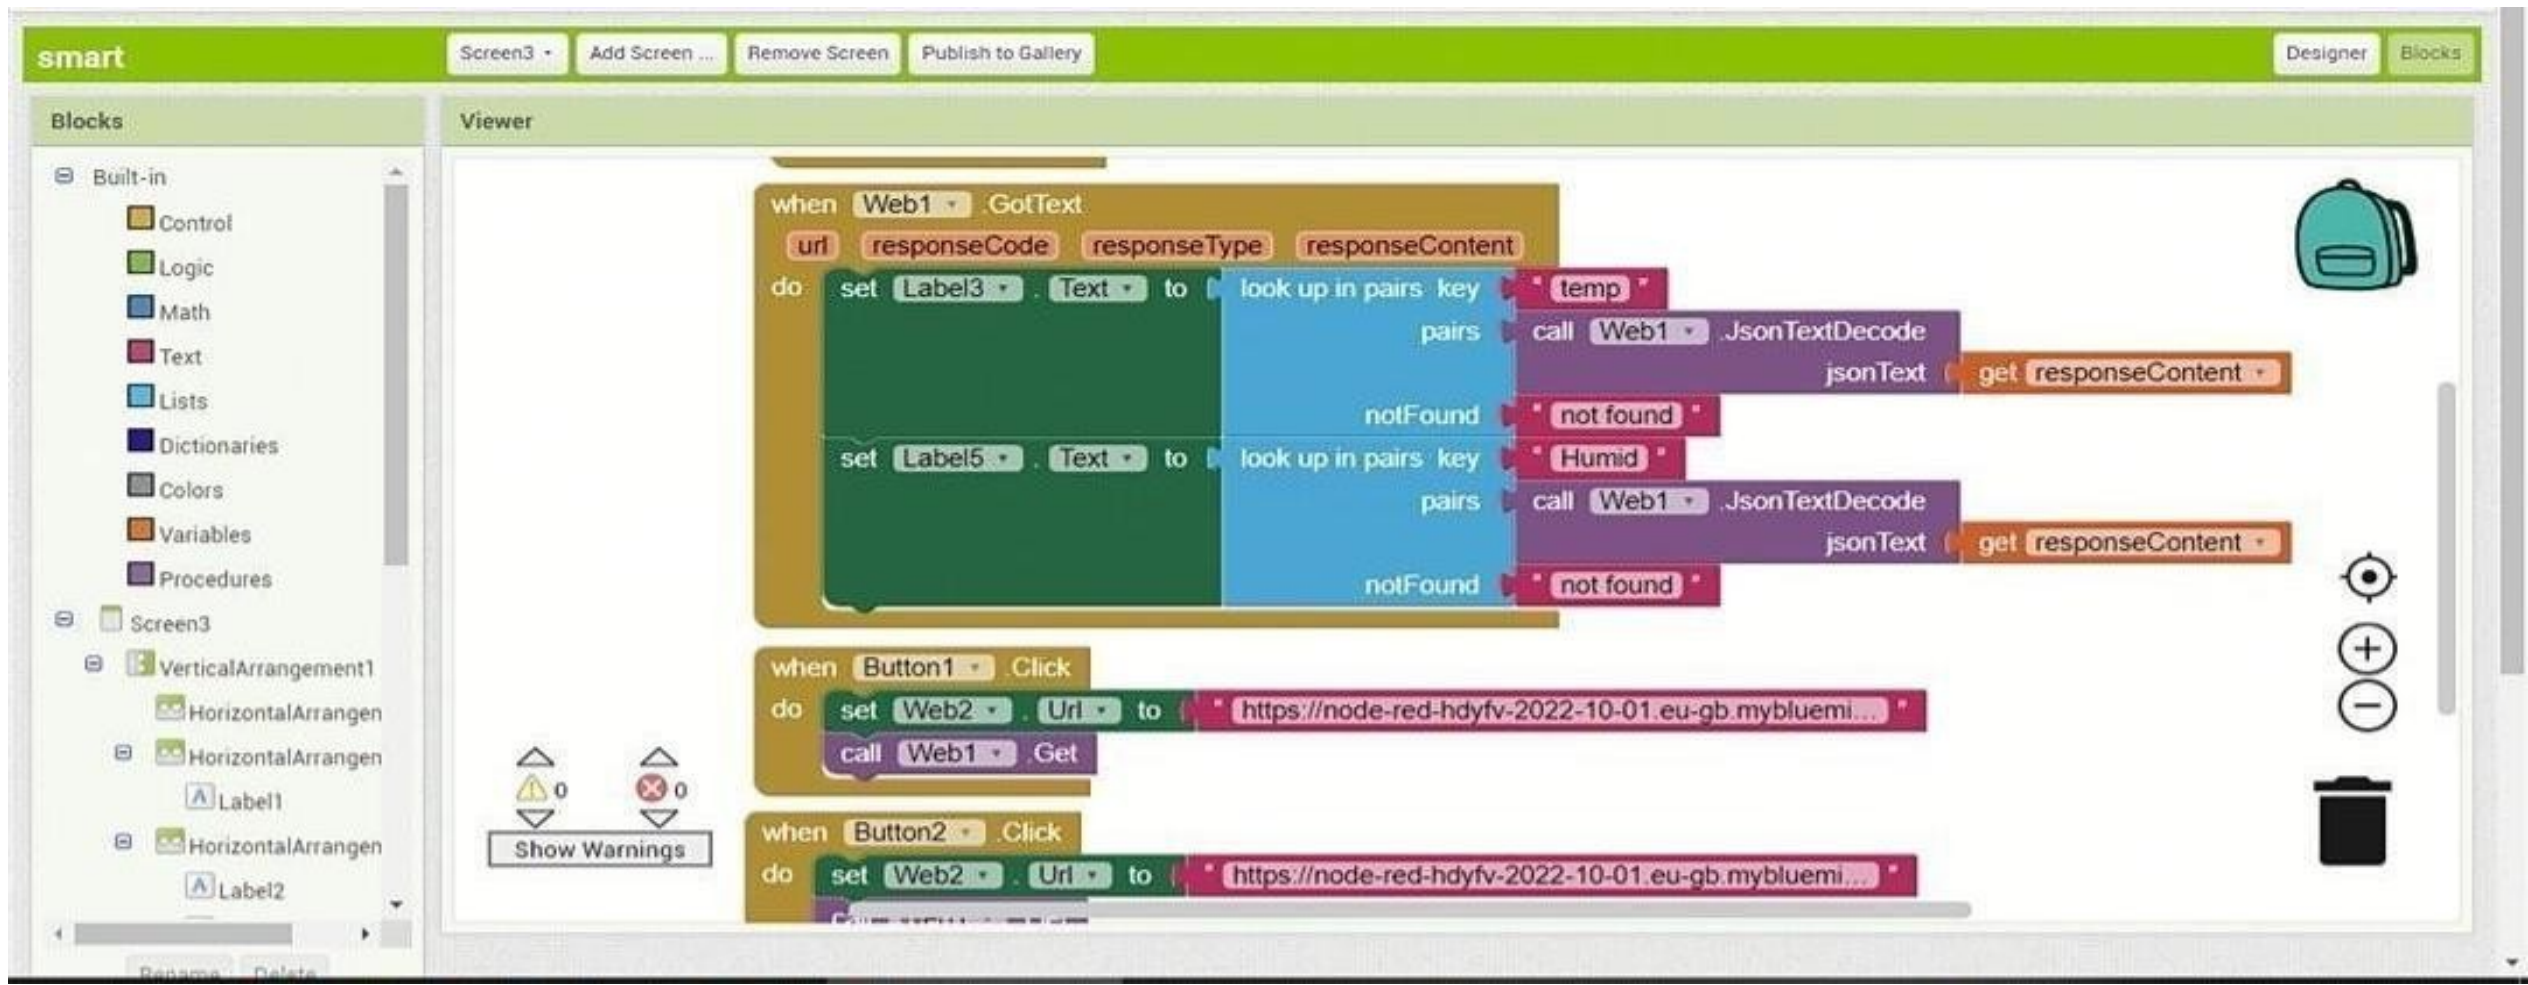 smart
Screen3 Add Screen ... Remove Screen Publish to Gallery Designer Blocks
Blocks
Viewer
Built-in
Control
Logic
Math
Text
Lists
Dictionaries
Colors
Variables
Procedures
Screen3
VerticalArrangement1
HorizontalArrangen
HorizontalArrangen
Label1
HorizontalArrangen
Label2
Rename Delete
when Web1 .GotText
url responseCode responseType responseContent
do set Label3 . Text to look up in pairs key " temp "
pairs call Web1 .JsonTextDecode
jsonText get responseContent
notFound " not found "
set Label5 . Text to look up in pairs key " Humid "
pairs call Web1 .JsonTextDecode
jsonText get responseContent
notFound " not found "
when Button1 .Click
do set Web2 . Url to " https://node-red-hdyfv-2022-10-01.eu-gb.mybluemi... "
call Web1 .Get
when Button2 .Click
do set Web2 . Url to " https://node-red-hdyfv-2022-10-01.eu-gb.mybluemi... "
0 0
Show Warnings